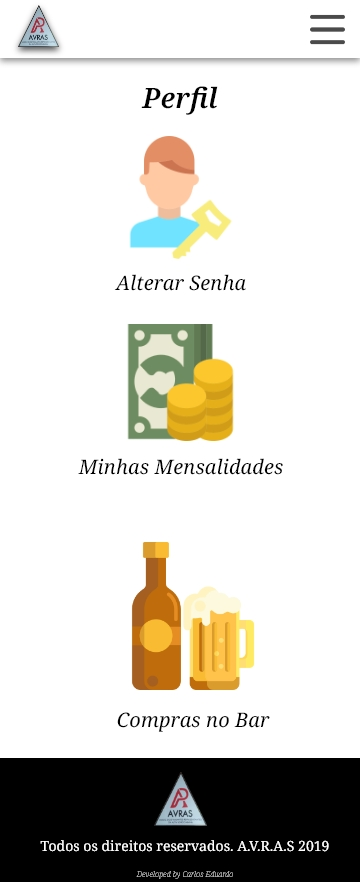 AVRAS
Perfil
Alterar Senha
Minhas Mensalidades
Compras no Bar
AVRAS
Todos os direitos reservados. A.V.R.A.S 2019
Developed by Carlos Eduardo